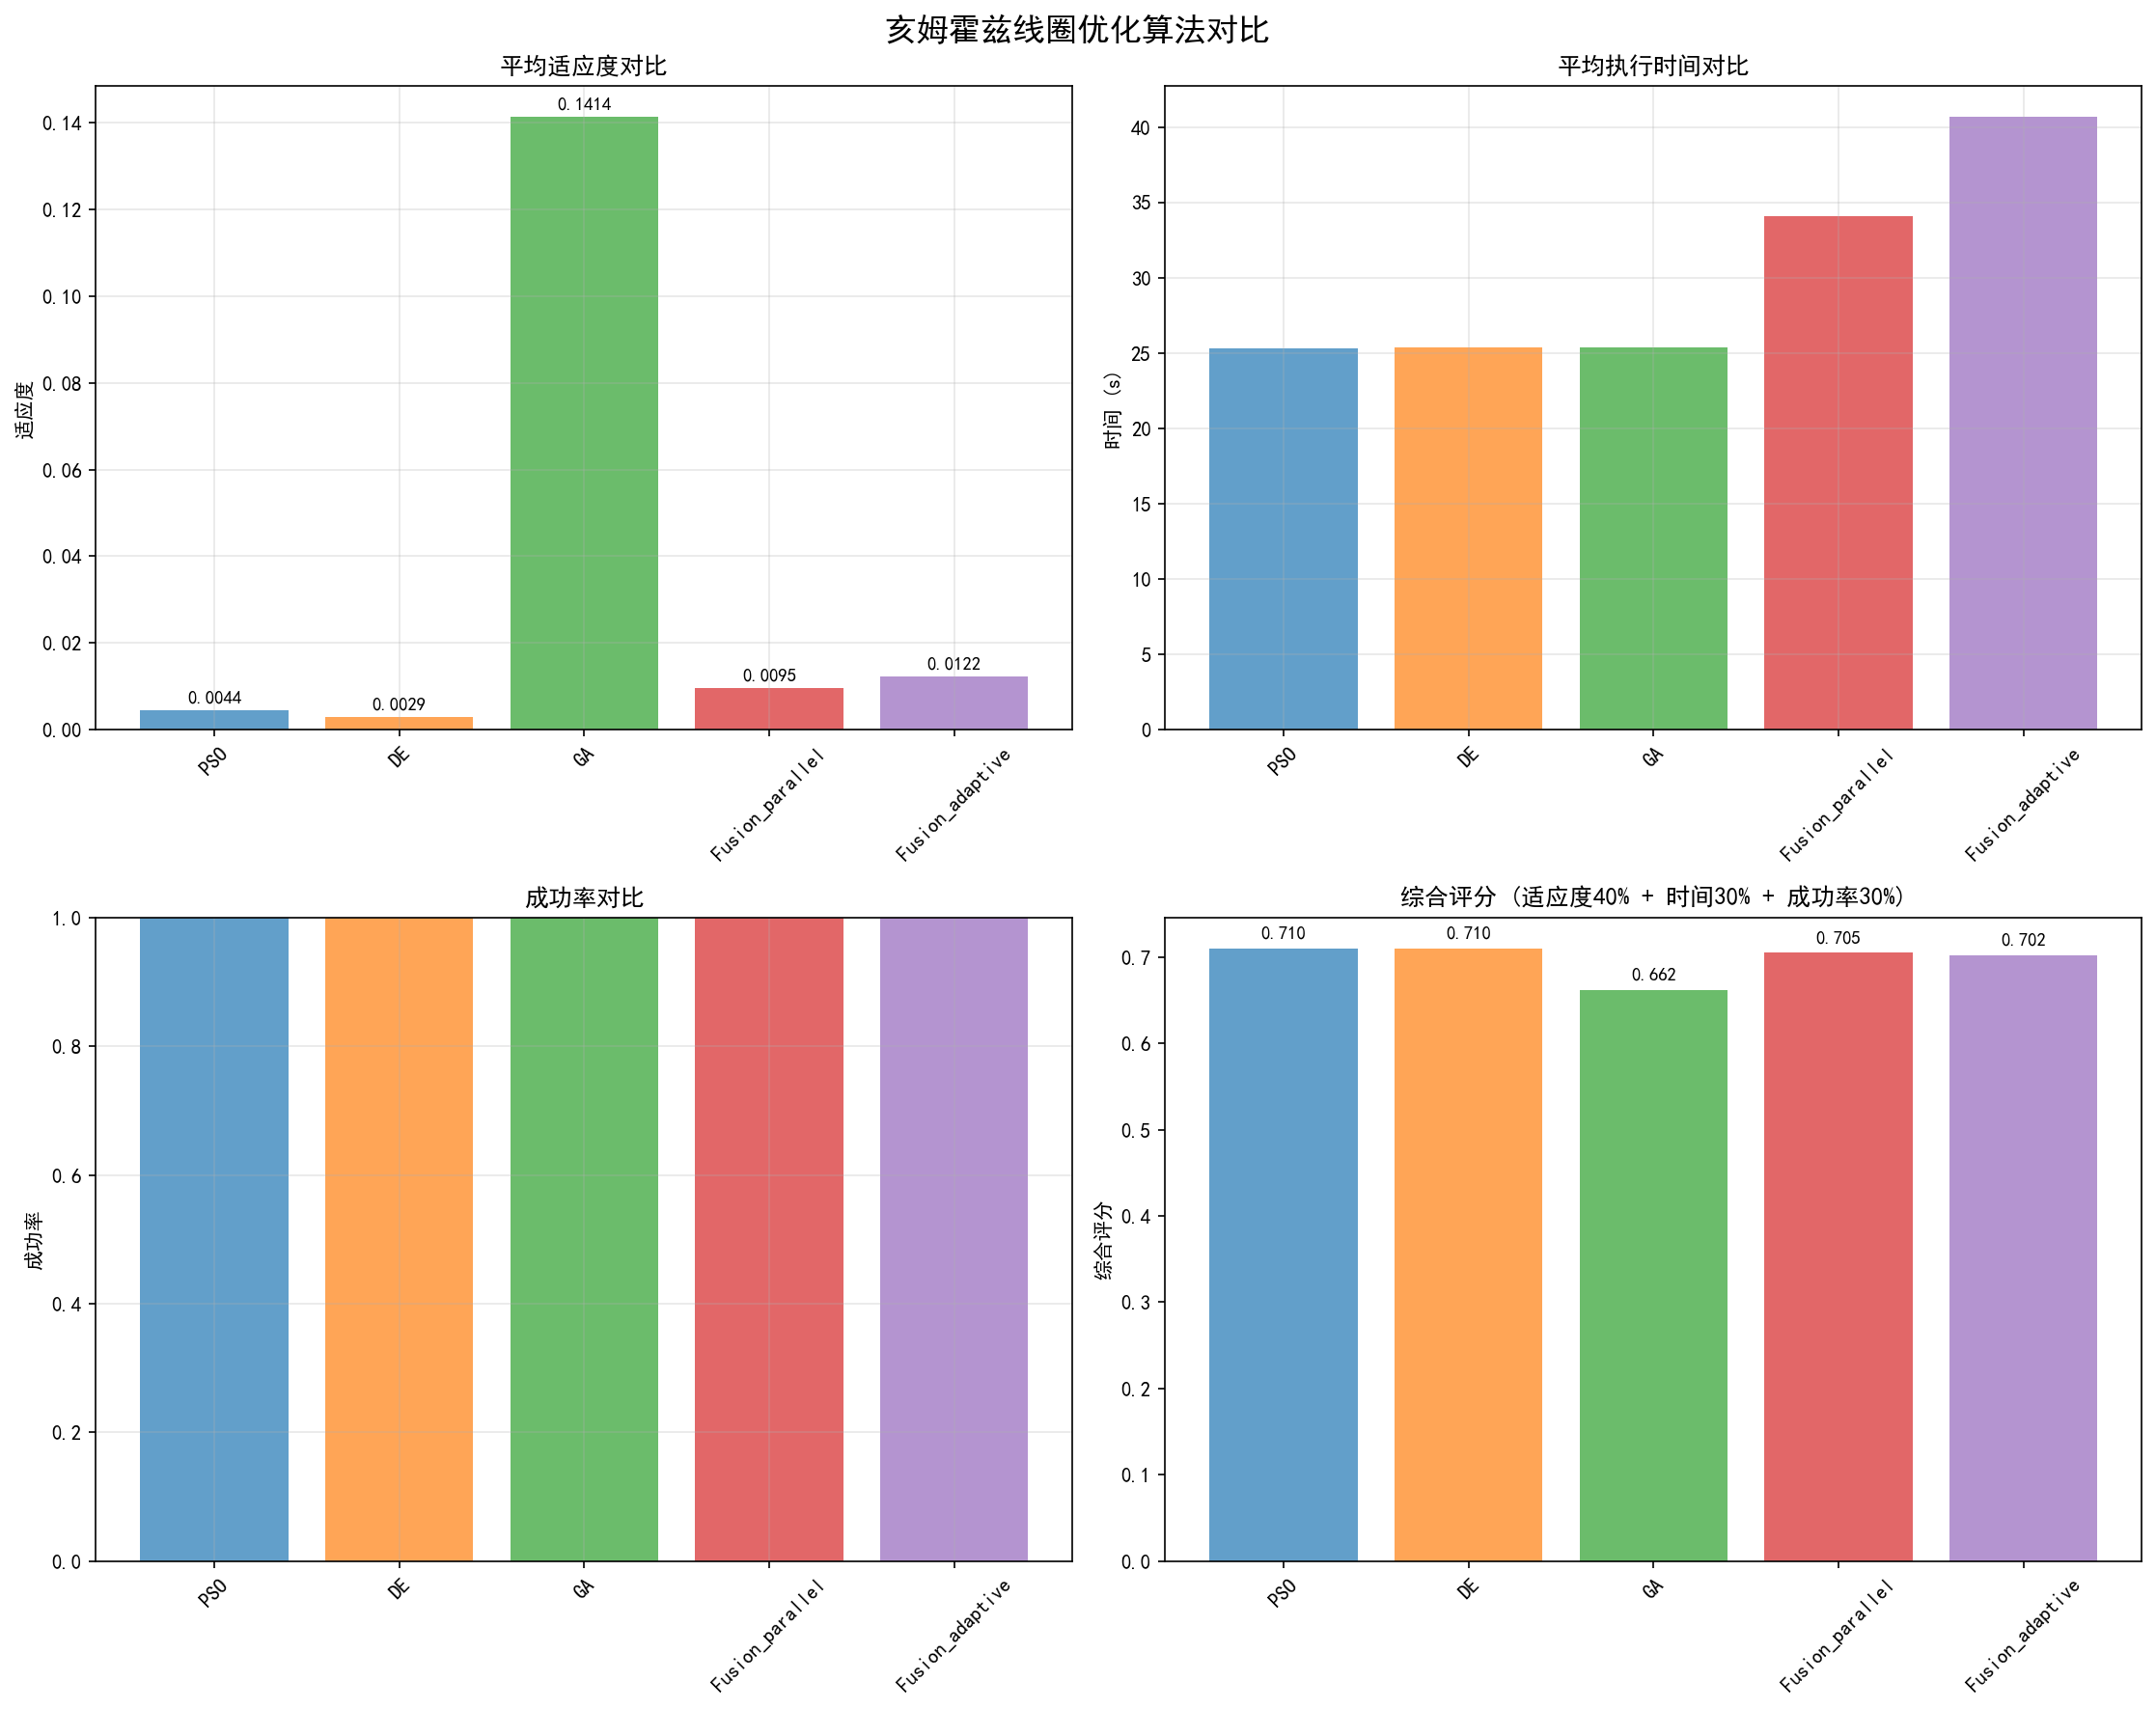 亥姆霍兹线圈优化算法对比
平均适应度对比
适应度
0.14
0.12
0.10
0.08
0.06
0.04
0.02
0.00
0.0044
0.0029
0.1414
0.0095
0.0122
PSO
DE
GA
Fusion_parallel
Fusion_adaptive
平均执行时间对比
时间 (s)
40
35
30
25
20
15
10
5
0
PSO
DE
GA
Fusion_parallel
Fusion_adaptive
成功率对比
成功率
1.0
0.8
0.6
0.4
0.2
0.0
PSO
DE
GA
Fusion_parallel
Fusion_adaptive
综合评分 (适应度40% + 时间30% + 成功率30%)
综合评分
0.7
0.6
0.5
0.4
0.3
0.2
0.1
0.0
0.710
0.710
0.662
0.705
0.702
PSO
DE
GA
Fusion_parallel
Fusion_adaptive